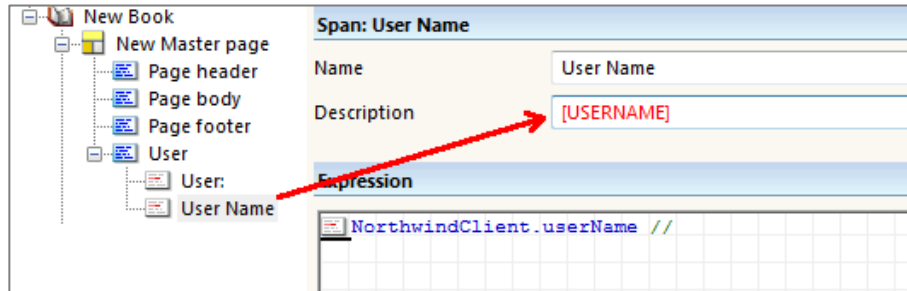 New Book
New Master page
Page header
Page body
Page footer
User
User:
User Name
Span: User Name
Name User Name
Description [USERNAME]
Expression
NorthwindClient.userName //